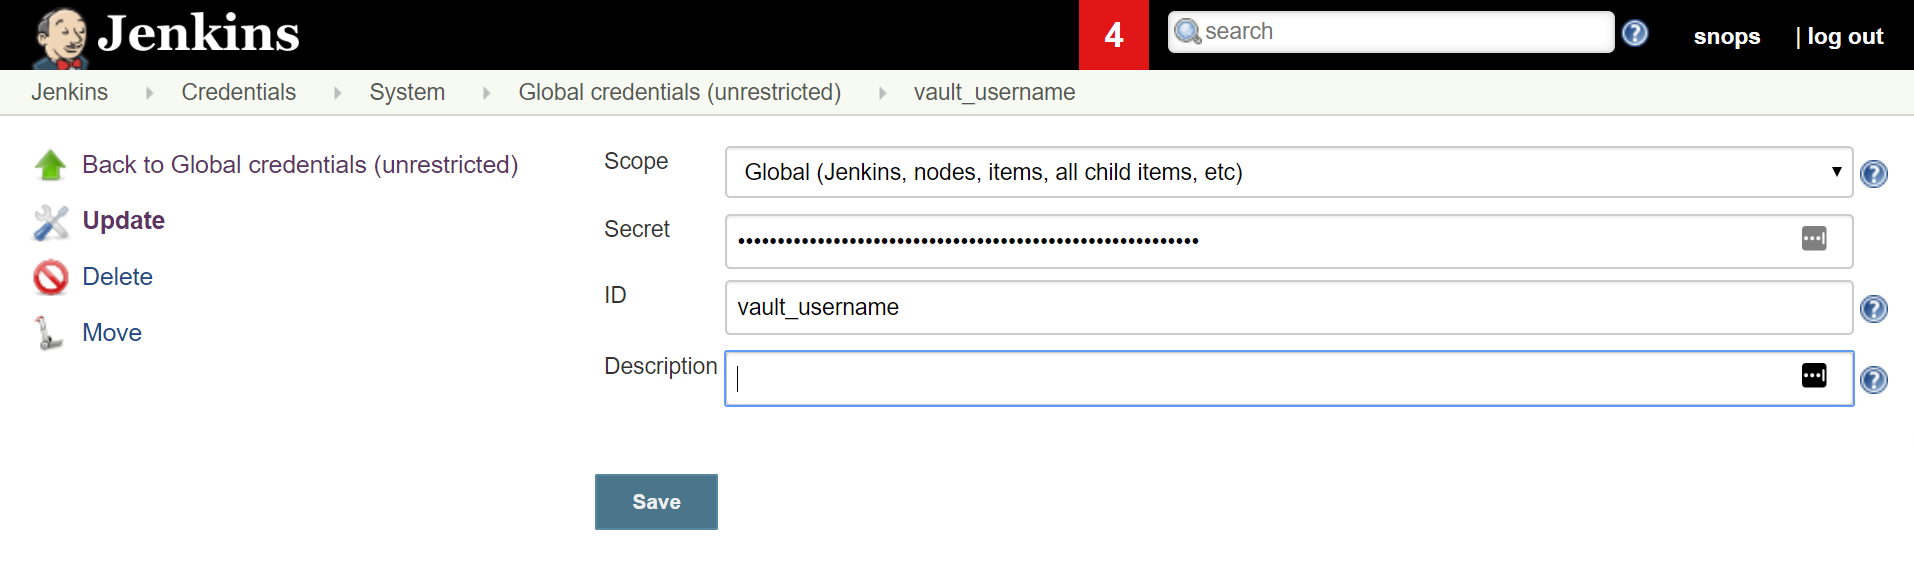 Jenkins 4 search ? snops | log out
Jenkins Credentials System Global credentials (unrestricted) vault_username
Back to Global credentials (unrestricted)
Update
Delete
Move
Scope Global (Jenkins, nodes, items, all child items, etc) ?
Secret ••••••••••••••••••••••••••••••••••••••••••••••••••••••••••
ID vault_username ?
Description ?
Save